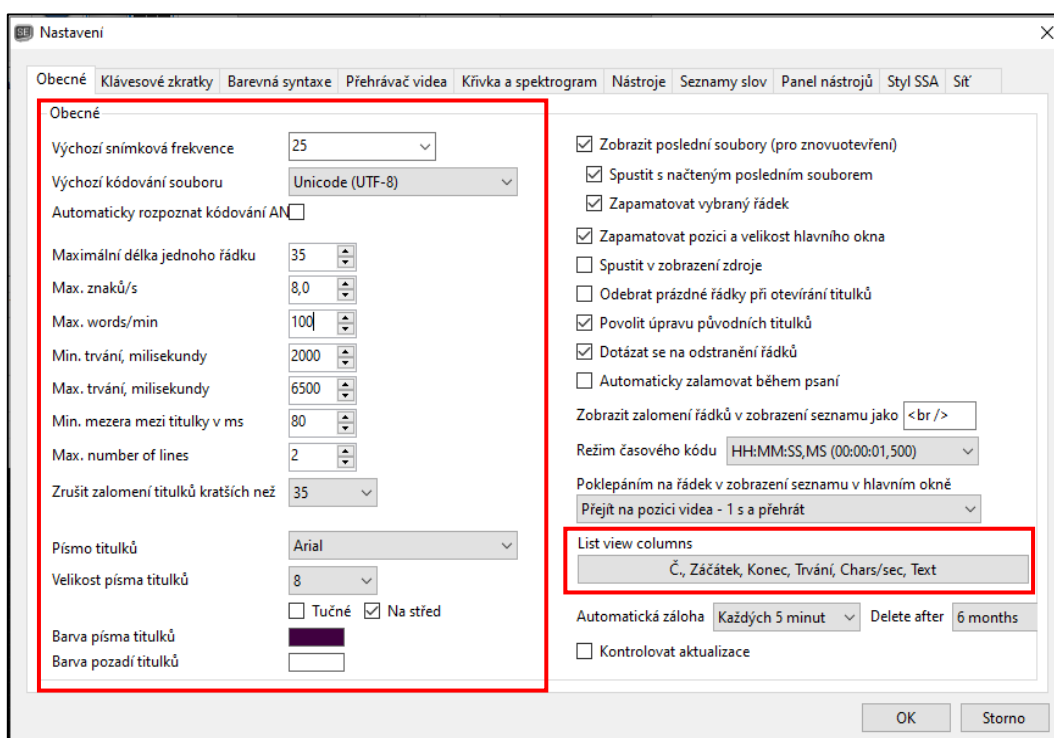 SE Nastavení
Obecné Klávesové zkratky Barevná syntaxe Přehrávač videa Křivka a spektrogram Nástroje Seznamy slov Panel nástrojů Styl SSA Síť
Obecné
Výchozí snímková frekvence 25
Výchozí kódování souboru Unicode (UTF-8)
Automaticky rozpoznat kódování AN
Maximální délka jednoho řádku 35
Max. znaků/s 8,0
Max. words/min 100
Min. trvání, milisekundy 2000
Max. trvání, milisekundy 6500
Min. mezera mezi titulky v ms 80
Max. number of lines 2
Zrušit zalomení titulků kratších než 35
Písmo titulků Arial
Velikost písma titulků 8
Tučné Na střed
Barva písma titulků
Barva pozadí titulků
Zobrazit poslední soubory (pro znovuotevření)
Spustit s načteným posledním souborem
Zapamatovat vybraný řádek
Zapamatovat pozici a velikost hlavního okna
Spustit v zobrazení zdroje
Odebrat prázdné řádky při otevírání titulků
Povolit úpravu původních titulků
Dotázat se na odstranění řádků
Automaticky zalamovat během psaní
Zobrazit zalomení řádků v zobrazení seznamu jako <br />
Režim časového kódu HH:MM:SS,MS (00:00:01,500)
Poklepáním na řádek v zobrazení seznamu v hlavním okně
Přejít na pozici videa - 1 s a přehrát
List view columns
Č., Záčátek, Konec, Trvání, Chars/sec, Text
Automatická záloha Každých 5 minut Delete after 6 months
Kontrolovat aktualizace
OK Storno